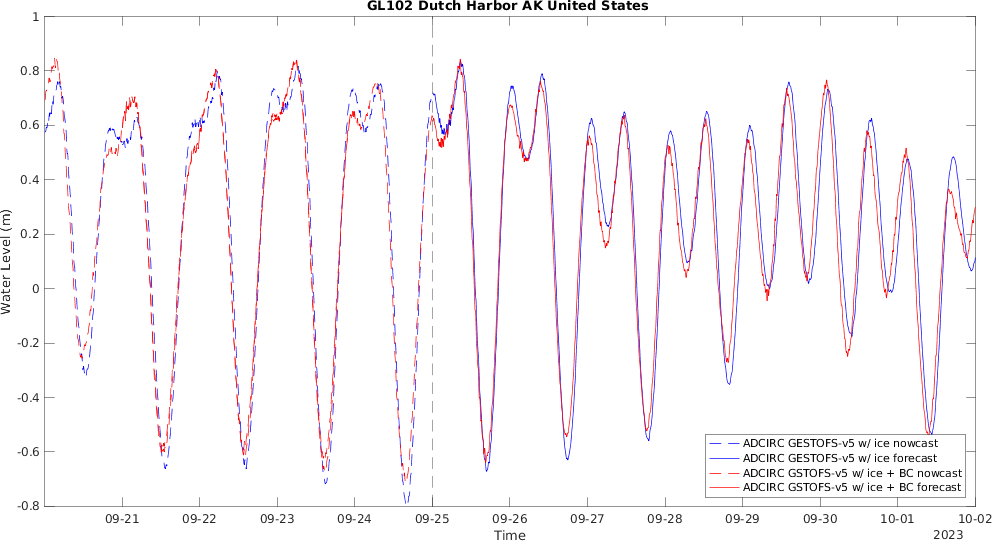 GL102 Dutch Harbor AK United States
1
0.8
0.6
0.4
0.2
0
-0.2
-0.4
-0.6
-0.8
Water Level (m)
ADCIRC GESTOFS-v5 w/ ice nowcast
ADCIRC GESTOFS-v5 w/ ice forecast
ADCIRC GSTOFS-v5 w/ ice + BC nowcast
ADCIRC GSTOFS-v5 w/ ice + BC forecast
09-21 09-22 09-23 09-24 09-25 09-26 09-27 09-28 09-29 09-30 10-01 10-02
Time
2023